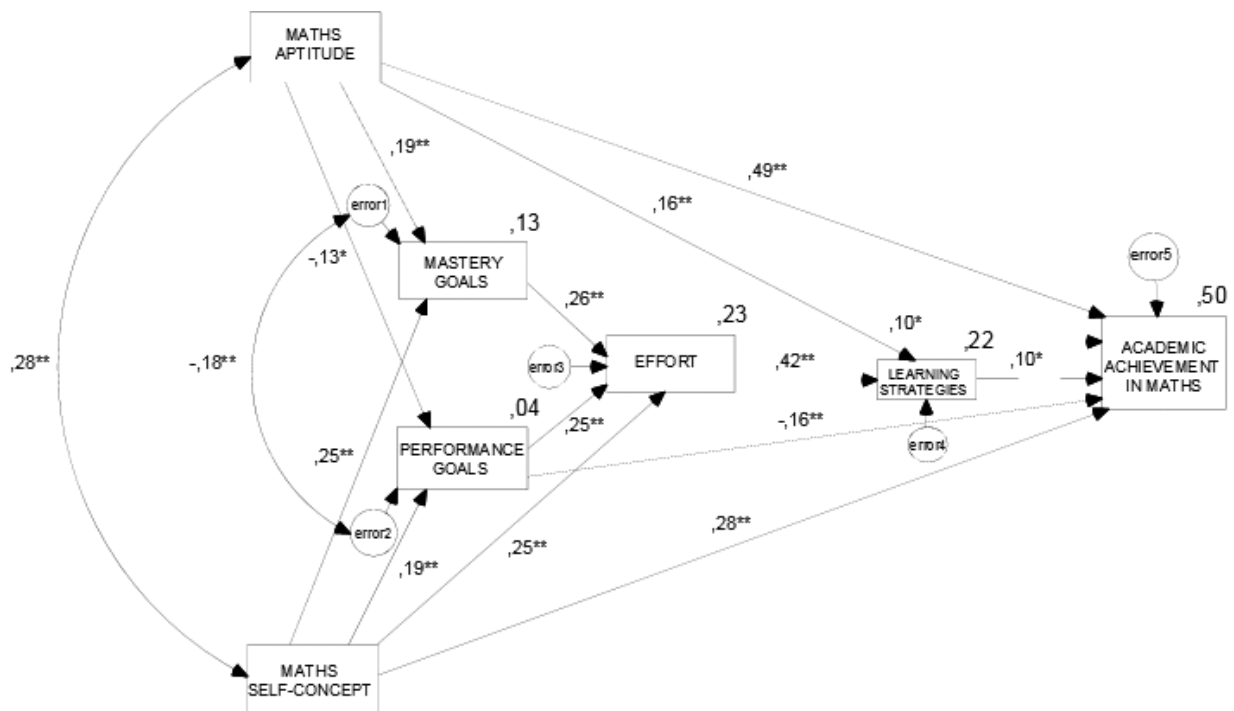 MATHS
APTITUDE
,19**
,49**
,16**
error1
,13
-,13*
MASTERY
GOALS
error5
,50
,26**
,23
,10*
,28**
-,18**
error3
EFFORT
,42**
,22
LEARNING
STRATEGIES
,10*
ACADEMIC
ACHIEVEMENT
IN MATHS
,04
,25**
-,16**
PERFORMANCE
GOALS
error4
,25**
error2
,25**
,28**
,19**
MATHS
SELF-CONCEPT